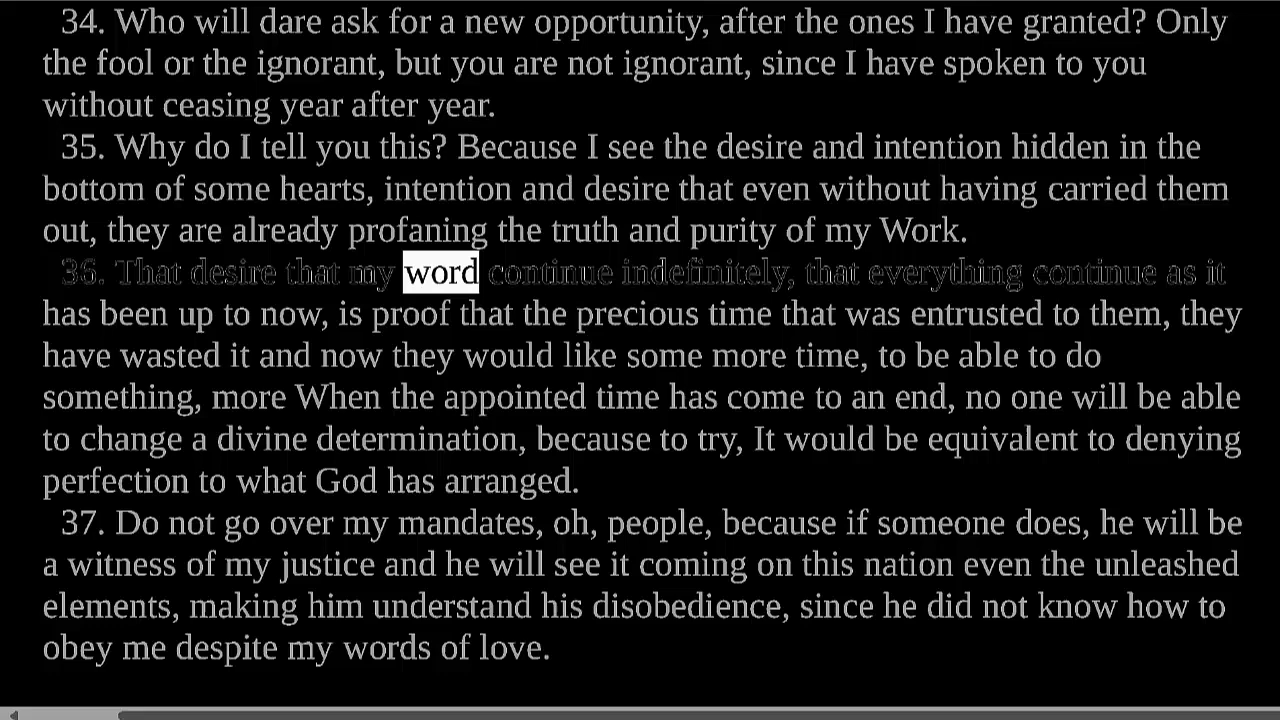 34. Who will dare ask for a new opportunity, after the ones I have granted? Only
the fool or the ignorant, but you are not ignorant, since I have spoken to you
without ceasing year after year.
35. Why do I tell you this? Because I see the desire and intention hidden in the
bottom of some hearts, intention and desire that even without having carried them
out, they are already profaning the truth and purity of my Work.
36. That desire that my word continue indefinitely, that everything continue as it
has been up to now, is proof that the precious time that was entrusted to them, they
have wasted it and now they would like some more time, to be able to do
something, more When the appointed time has come to an end, no one will be able
to change a divine determination, because to try, It would be equivalent to denying
perfection to what God has arranged.
37. Do not go over my mandates, oh, people, because if someone does, he will be
a witness of my justice and he will see it coming on this nation even the unleashed
elements, making him understand his disobedience, since he did not know how to
obey me despite my words of love.